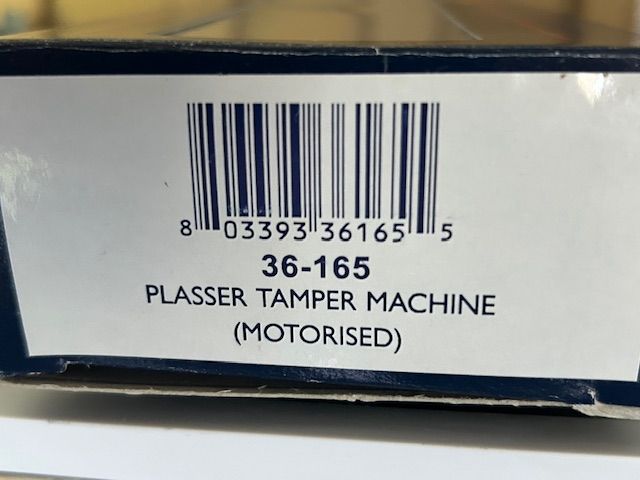 8 03393 36165 5
36-165
PLASSER TAMPER MACHINE
(MOTORISED)